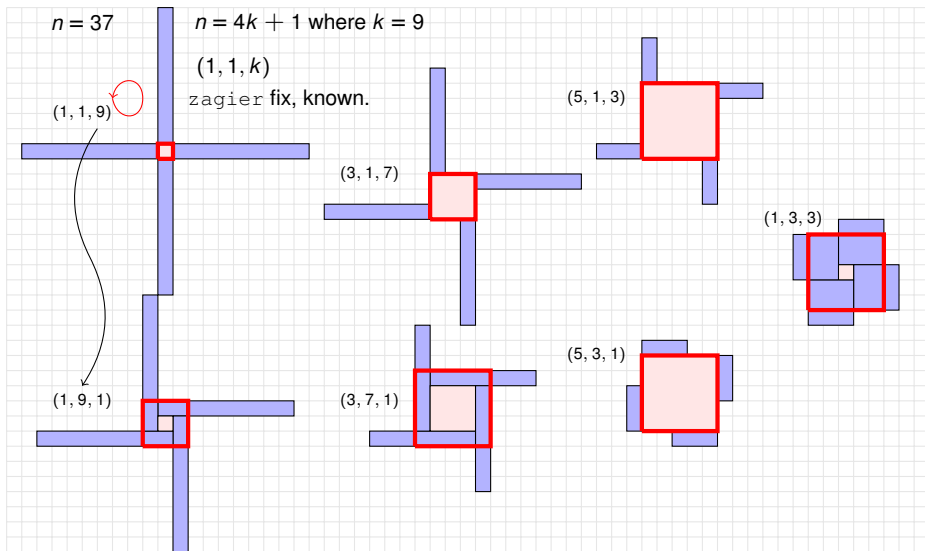 n = 37
n = 4k + 1 where k = 9
(1, 1, k)
zagier fix, known.
(1, 1, 9)
(5, 1, 3)
(3, 1, 7)
(1, 3, 3)
(5, 3, 1)
(1, 9, 1)
(3, 7, 1)